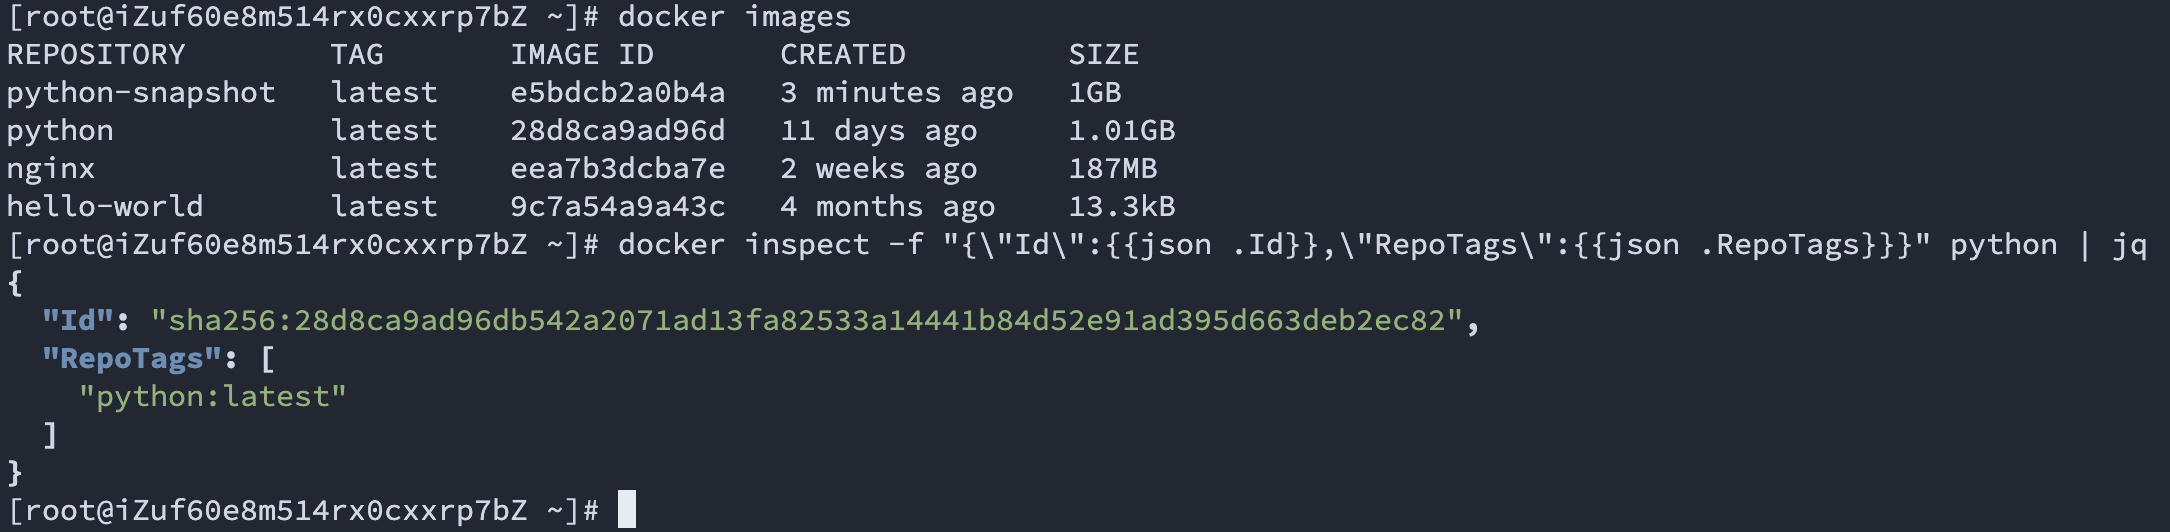 [root@iZuf60e8m514rx0cxxrp7bZ ~]# docker images
REPOSITORY        TAG       IMAGE ID       CREATED         SIZE
python-snapshot   latest    e5bdcb2a0b4a   3 minutes ago   1GB
python            latest    28d8ca9ad96d   11 days ago     1.01GB
nginx             latest    eea7b3dcba7e   2 weeks ago     187MB
hello-world       latest    9c7a54a9a43c   4 months ago    13.3kB
[root@iZuf60e8m514rx0cxxrp7bZ ~]# docker inspect -f "{\"Id\":{{json .Id}},\"RepoTags\":{{json .RepoTags}}}" python | jq
{
  "Id": "sha256:28d8ca9ad96db542a2071ad13fa82533a14441b84d52e91ad395d663deb2ec82",
  "RepoTags": [
    "python:latest"
  ]
}
[root@iZuf60e8m514rx0cxxrp7bZ ~]#